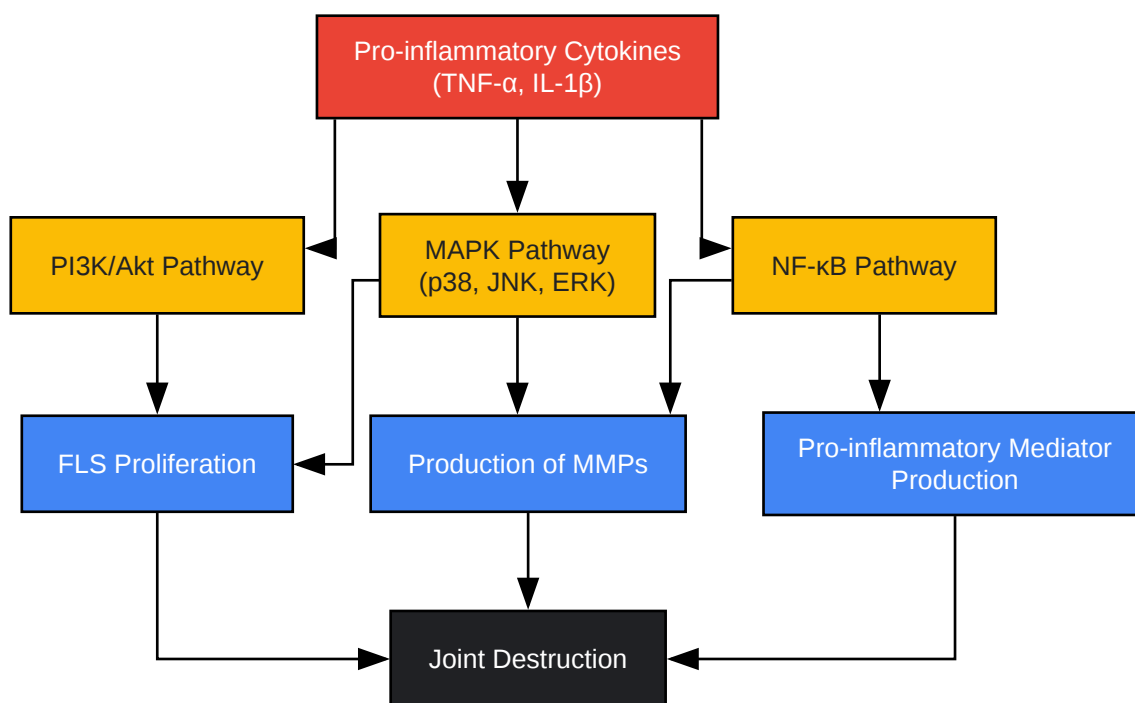 Pro-inflammatory Cytokines
(TNF-α, IL-1β)
PI3K/Akt Pathway
MAPK Pathway
(p38, JNK, ERK)
NF-κB Pathway
FLS Proliferation
Production of MMPs
Pro-inflammatory Mediator
Production
Joint Destruction